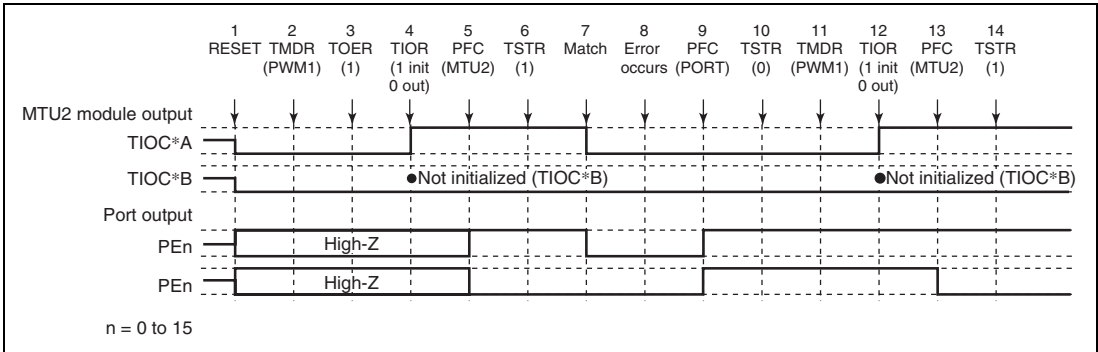 1 2 3 4 5 6 7 8 9 10 11 12 13 14
RESET TMDR TOER TIOR PFC TSTR Match Error PFC TSTR TMDR TIOR PFC TSTR
(PWM1) (1) (1 init (MTU2) (1) occurs (PORT) (0) (PWM1) (1 init (MTU2) (1)
0 out) 0 out)
MTU2 module output
TIOC*A
TIOC*B ●Not initialized (TIOC*B) ●Not initialized (TIOC*B)
Port output
PEn High-Z
PEn High-Z
n = 0 to 15